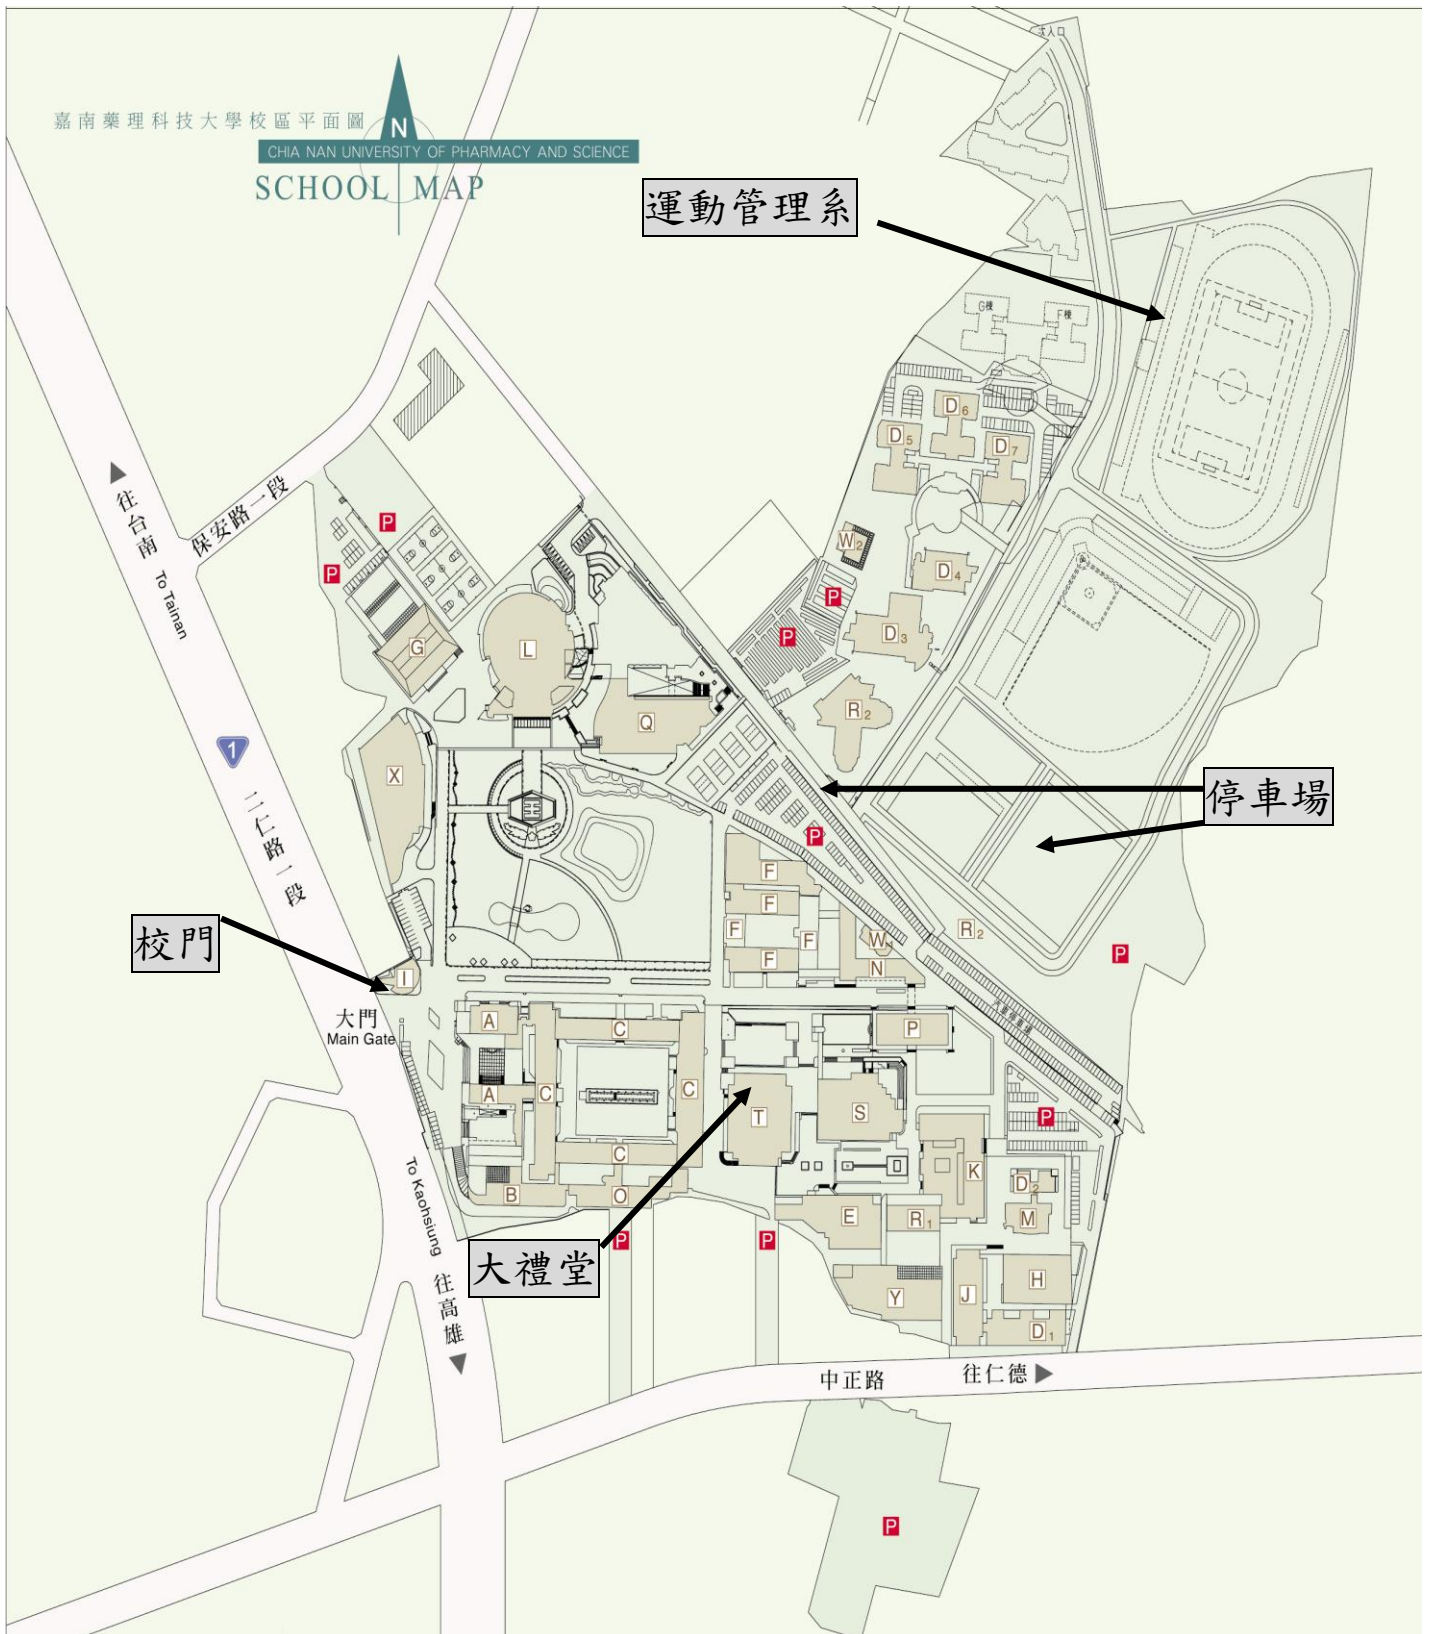 次入口
嘉南藥理科技大學校區平面圖
N
CHIA NAN UNIVERSITY OF PHARMACY AND SCIENCE
SCHOOL MAP
運動管理系
G棟
F棟
D6
D5
D7
往台南 To Tainan
保安路一段
P
P
W2
D4
P
P
D3
G
L
R2
Q
1
X
二仁路一段
停車場
P
F
F
F
F
F
W1
N
R2
P
校門
I
大門
Main Gate
A
C
P
A
C
C
T
S
P
C
K
B
O
D2
M
E
R1
To Kaohsiung 往高雄
P
P
大禮堂
Y
J
H
D1
中正路
往仁德
P